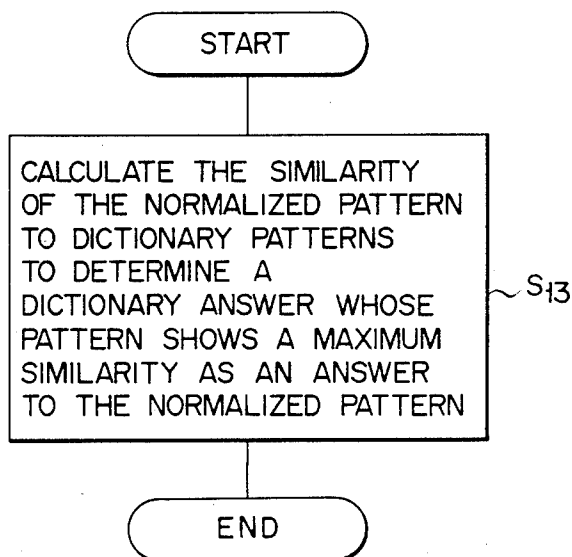 START
CALCULATE THE SIMILARITY
OF THE NORMALIZED PATTERN
TO DICTIONARY PATTERNS
TO DETERMINE A
DICTIONARY ANSWER WHOSE
PATTERN SHOWS A MAXIMUM
SIMILARITY AS AN ANSWER
TO THE NORMALIZED PATTERN
S13
END